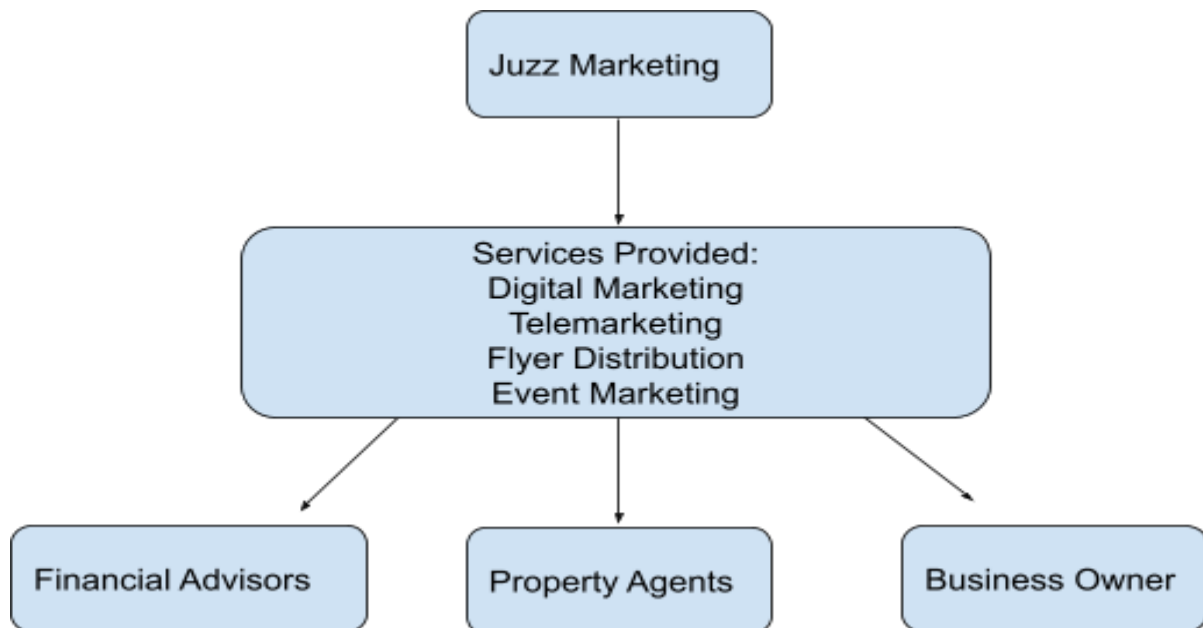 Juzz Marketing
Services Provided:
Digital Marketing
Telemarketing
Flyer Distribution
Event Marketing
Financial Advisors
Property Agents
Business Owner